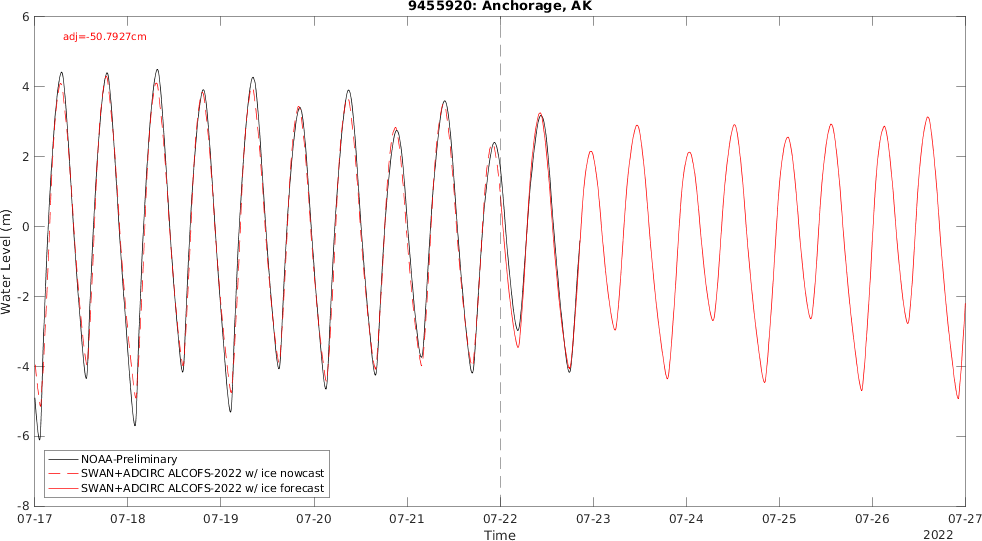 9455920: Anchorage, AK
adj=-50.7927cm
6
4
2
0
-2
-4
-6
-8
Water Level (m)
NOAA-Preliminary
SWAN+ADCIRC ALCOFS-2022 w/ ice nowcast
SWAN+ADCIRC ALCOFS-2022 w/ ice forecast
07-17 07-18 07-19 07-20 07-21 07-22 07-23 07-24 07-25 07-26 07-27
Time
2022